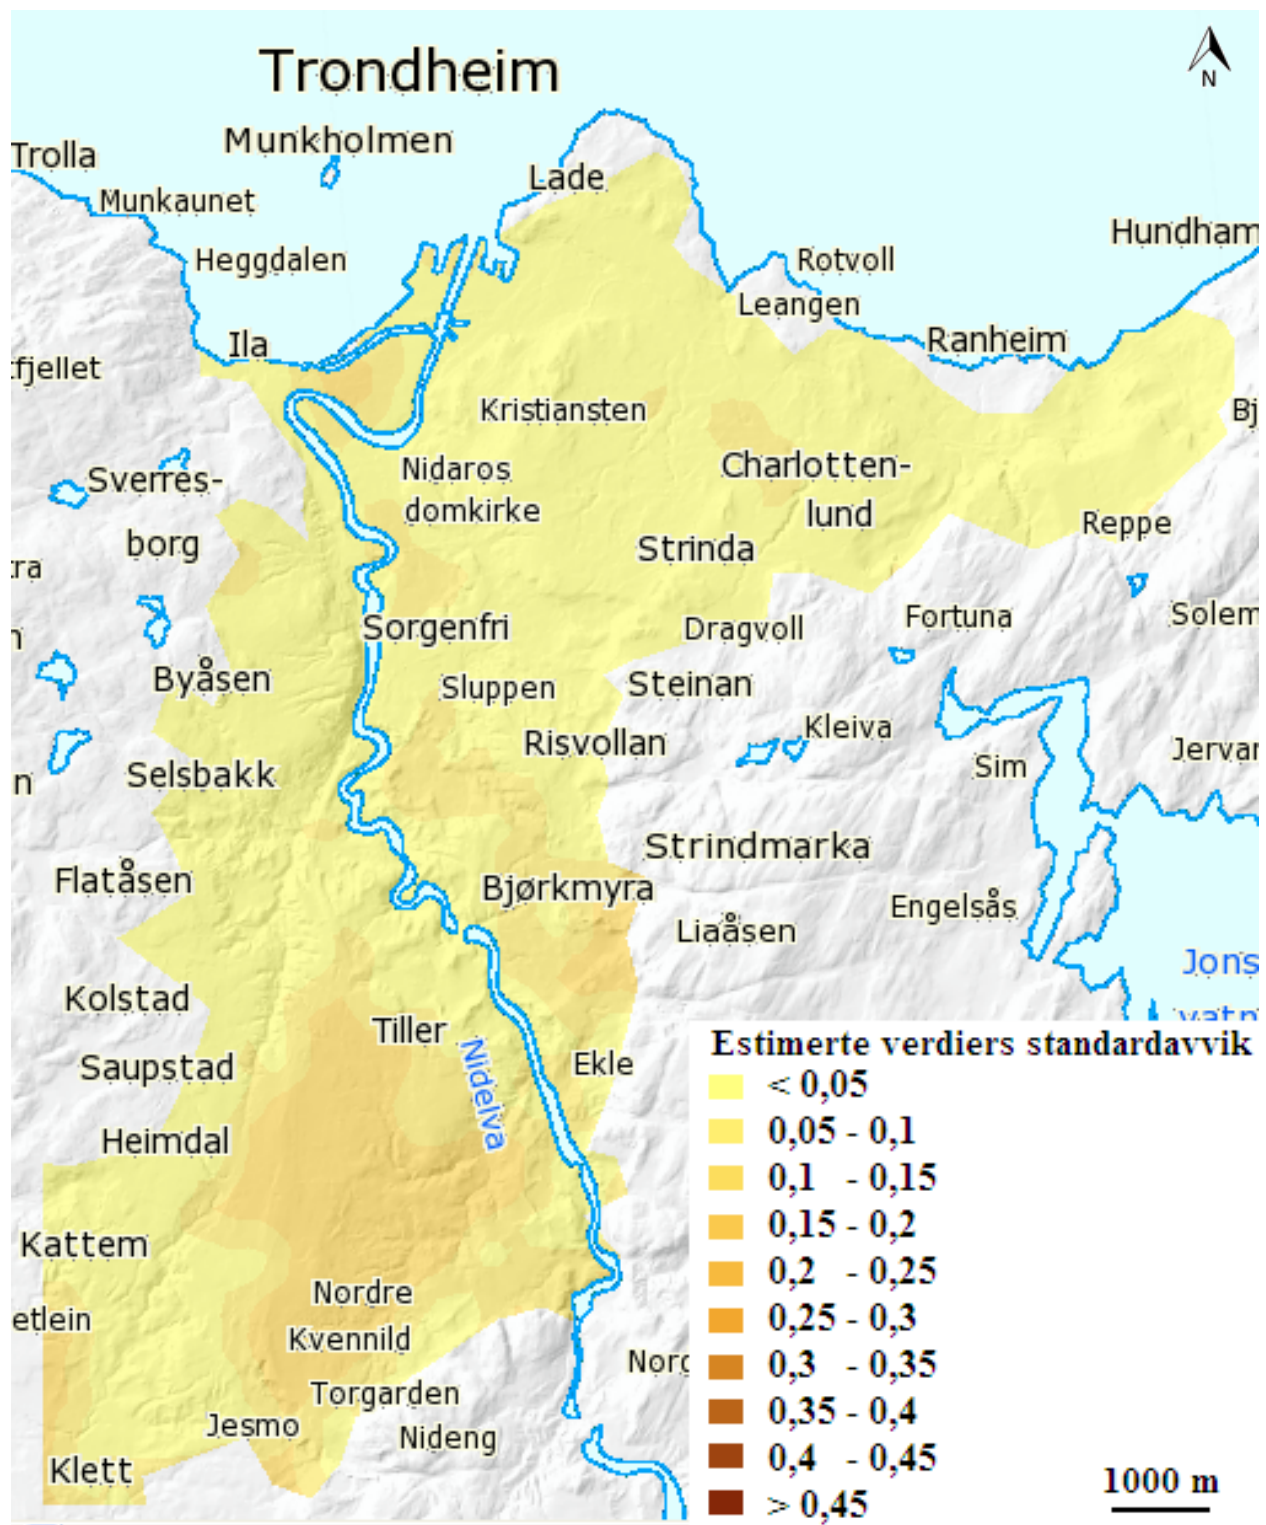 Trondheim
N
Munkholmen
Trolla
Lade
Munkaunet
Hundham
Heggdalen
Rotvoll
Leangen
Ila
Ranheim
fjellet
Kristiansten
Bj
Nidaros
domkirke
Charlotten-
lund
Sverres-
borg
Reppe
Strinda
ra
Sorgenfri
Dragvoll
Fortuna
Solem
n
Byåsen
Sluppen
Steinan
Risvollan
Kleiva
Jervan
Selsbakk
Sim
n
Strindmarka
Flatåsen
Bjørkmyra
Engelsås
Liaåsen
Jons
vatn
Kolstad
Tiller
Nidelva
Ekle
Saupstad
Heimdal
Kattem
Nordre
Kvennild
etlein
Nord
Torgarden
Jesmo
Nideng
Klett
Estimerte verdiers standardavvik
< 0,05
0,05 - 0,1
0,1 - 0,15
0,15 - 0,2
0,2 - 0,25
0,25 - 0,3
0,3 - 0,35
0,35 - 0,4
0,4 - 0,45
> 0,45
1000 m